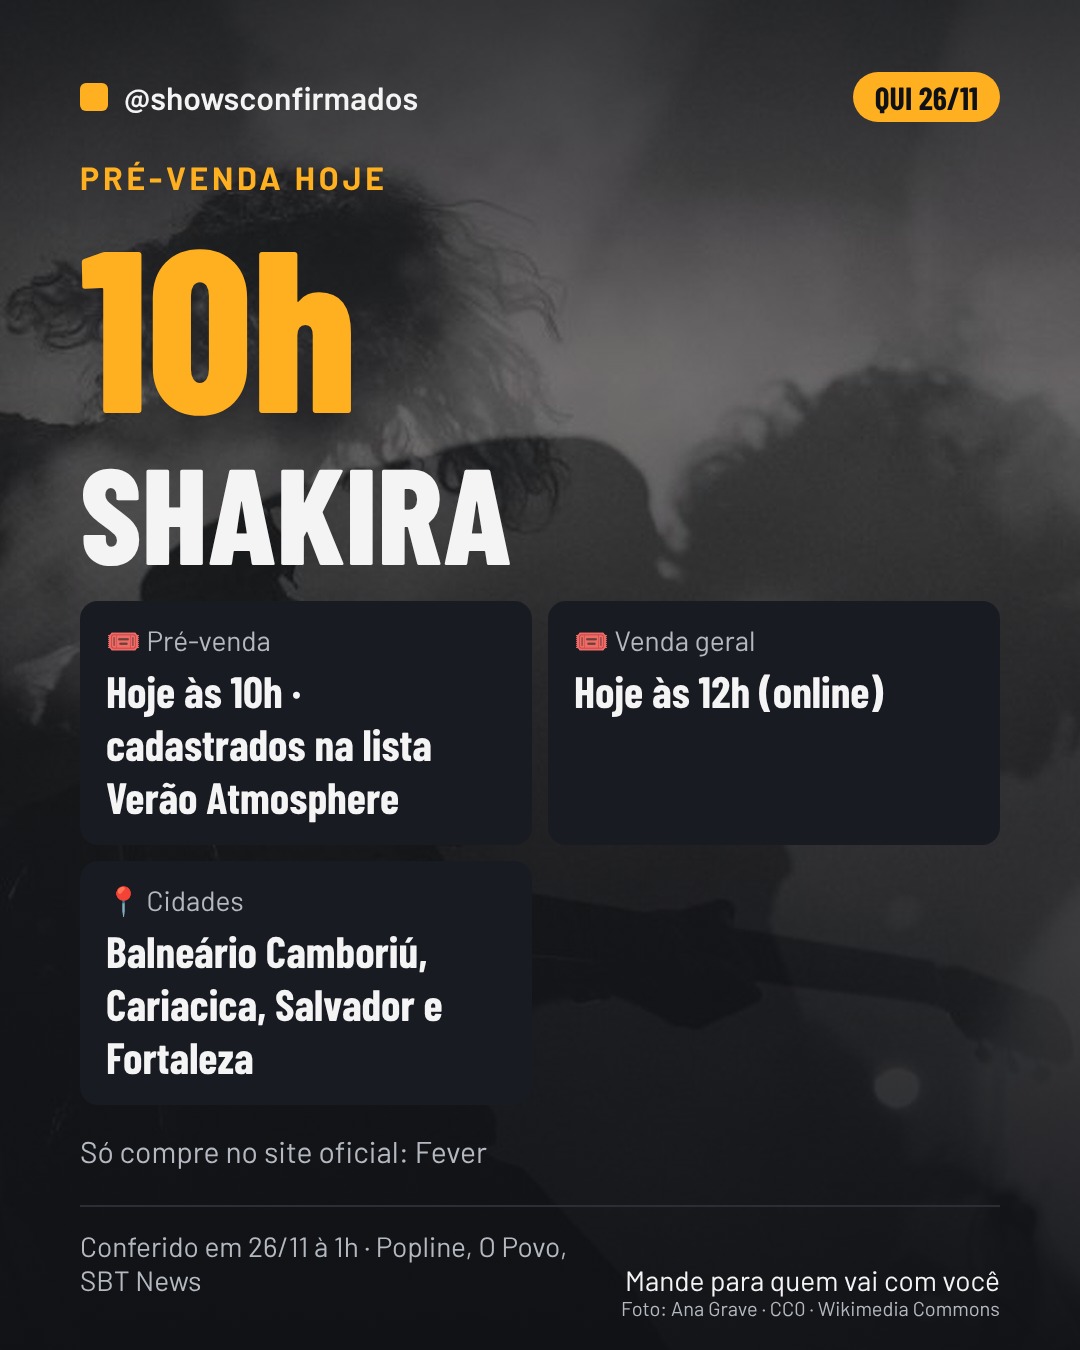 @showsconfirmados
QUI 26/11
PRÉ-VENDA HOJE
10h
SHAKIRA
🎟️ Pré-venda
Hoje às 10h ·
cadastrados na lista
Verão Atmosphere
🎟️ Venda geral
Hoje às 12h (online)
📍 Cidades
Balneário Camboriú,
Cariacica, Salvador e
Fortaleza
Só compre no site oficial: Fever
Conferido em 26/11 à 1h · Popline, O Povo,
SBT News
Mande para quem vai com você
Foto: Ana Grave · CC0 · Wikimedia Commons